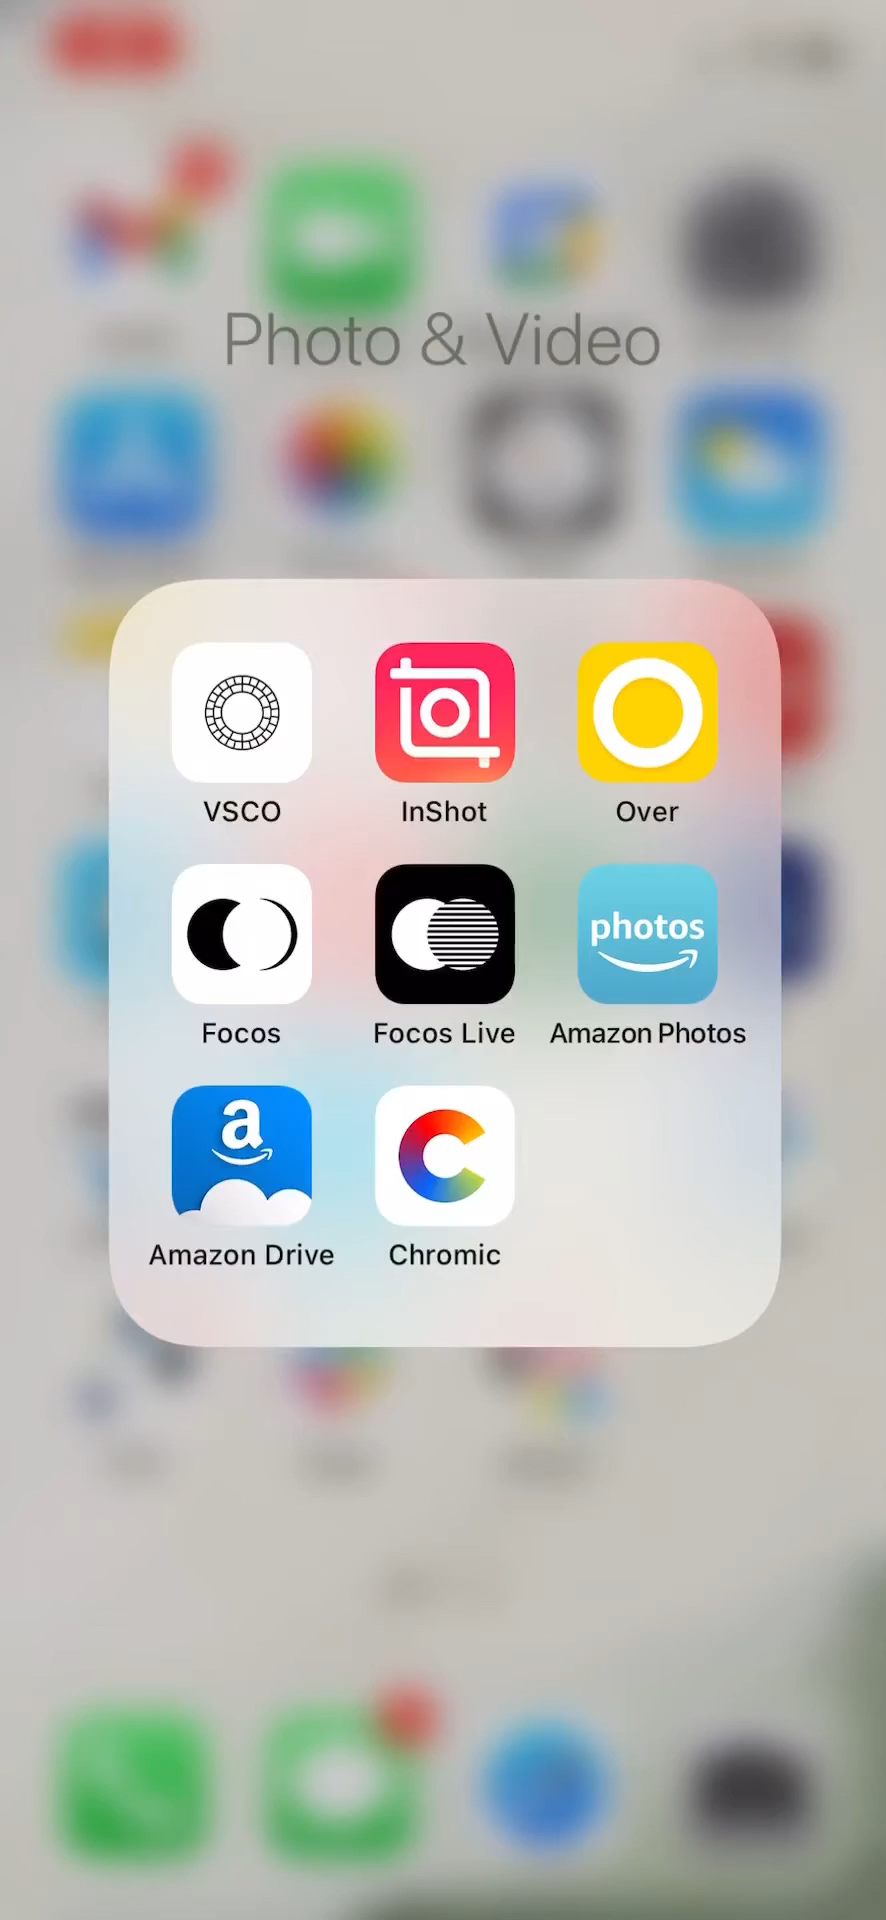 Photo & Video
VSCO
InShot
Over
photos
Focos
Focos Live
Amazon Photos
a
Amazon Drive
Chromic